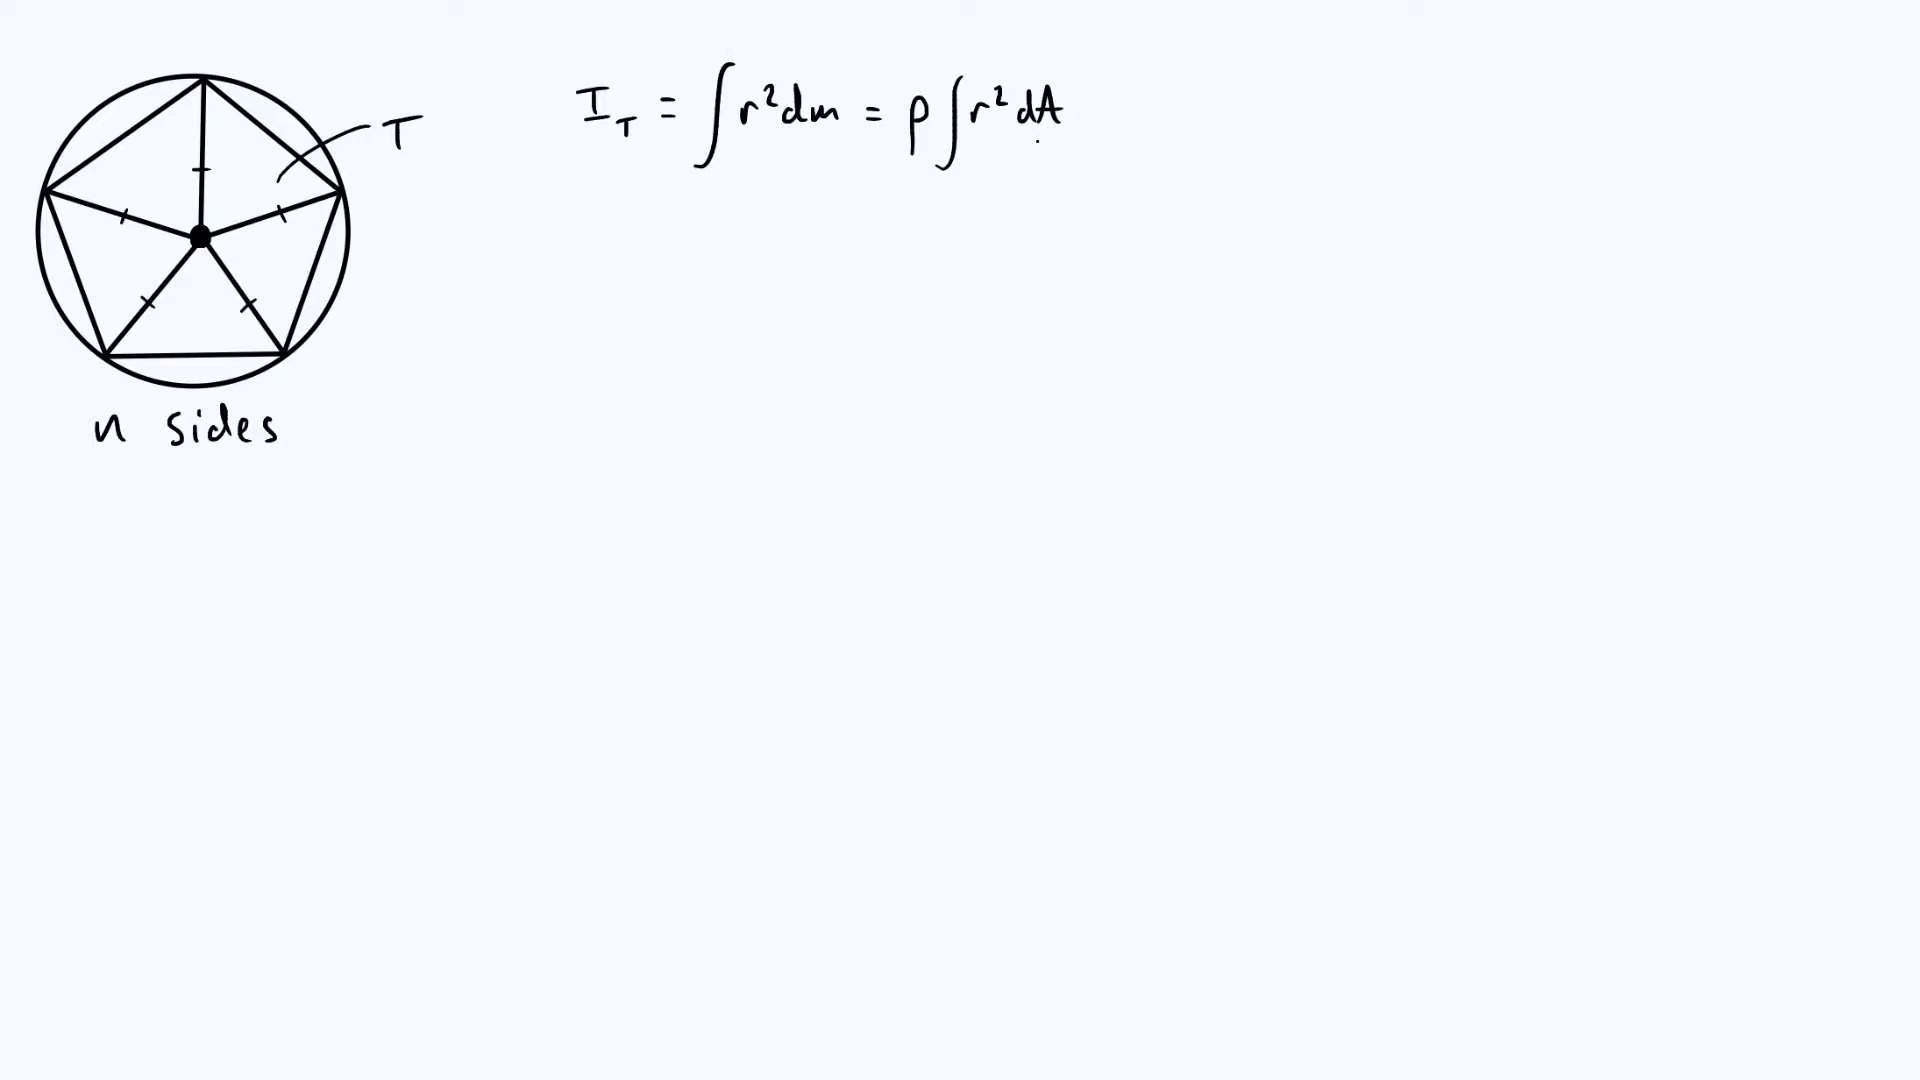 I_T = ∫r²dm = ρ∫r²dA
T
n sides